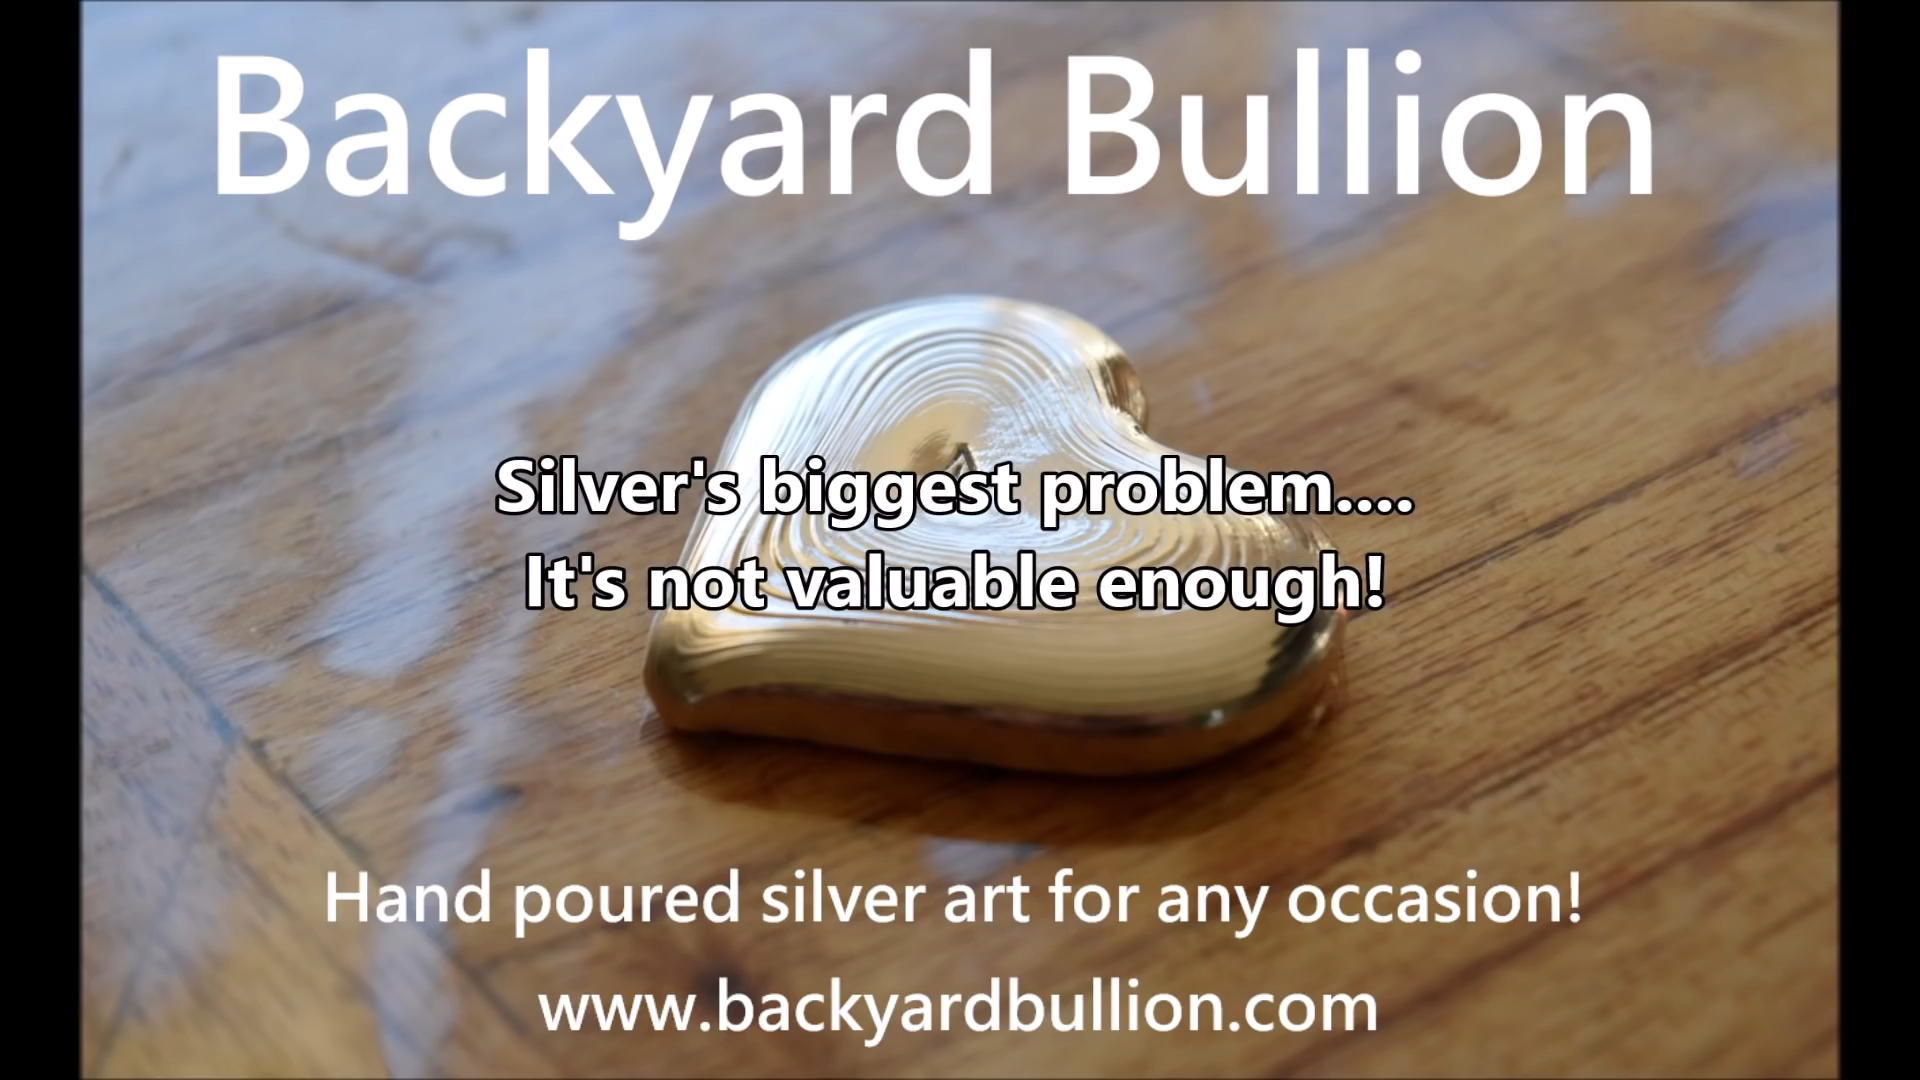 Backyard Bullion
Silver's biggest problem....
It's not valuable enough!
Hand poured silver art for any occasion!
www.backyardbullion.com